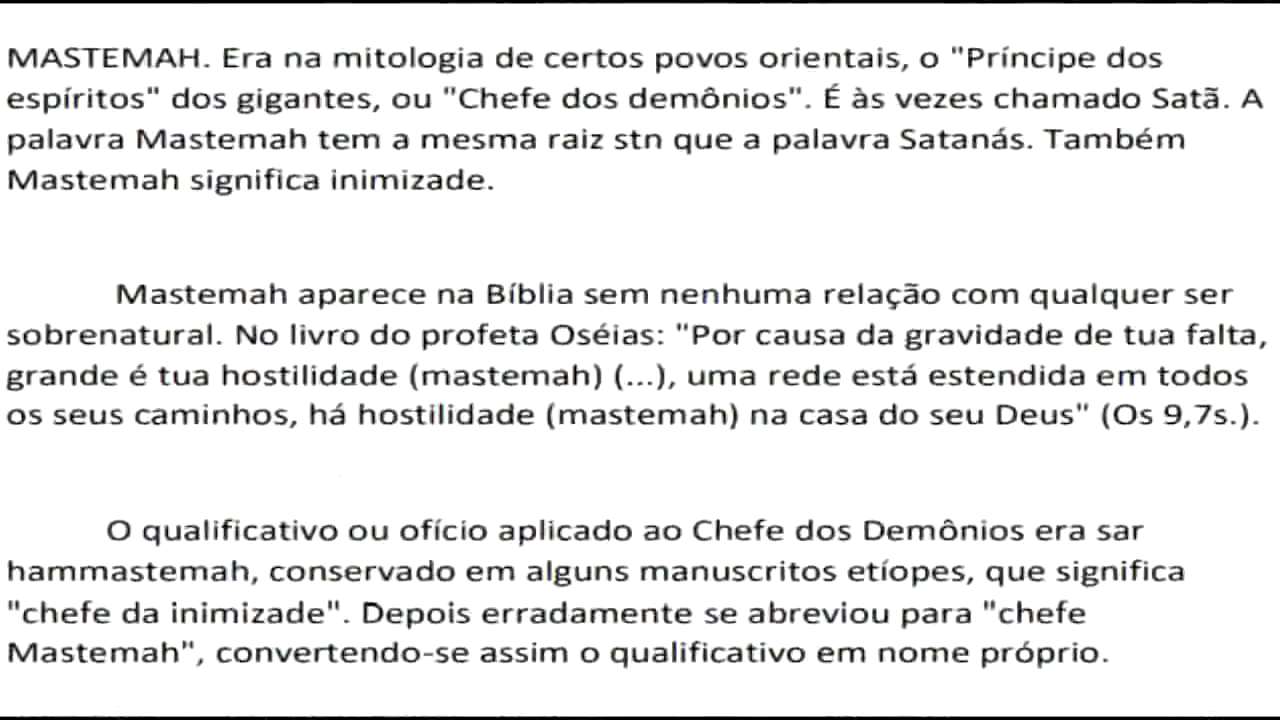 MASTEMAH. Era na mitologia de certos povos orientais, o "Príncipe dos
espíritos" dos gigantes, ou "Chefe dos demônios". É às vezes chamado Satã. A
palavra Mastemah tem a mesma raiz stn que a palavra Satanás. Também
Mastemah significa inimizade.
Mastemah aparece na Bíblia sem nenhuma relação com qualquer ser
sobrenatural. No livro do profeta Oséias: "Por causa da gravidade de tua falta,
grande é tua hostilidade (mastemah) (...), uma rede está estendida em todos
os seus caminhos, há hostilidade (mastemah) na casa do seu Deus" (Os 9,7s.).
O qualificativo ou ofício aplicado ao Chefe dos Demônios era sar
hammastemah, conservado em alguns manuscritos etíopes, que significa
"chefe da inimizade". Depois erradamente se abreviou para "chefe
Mastemah", convertendo-se assim o qualificativo em nome próprio.